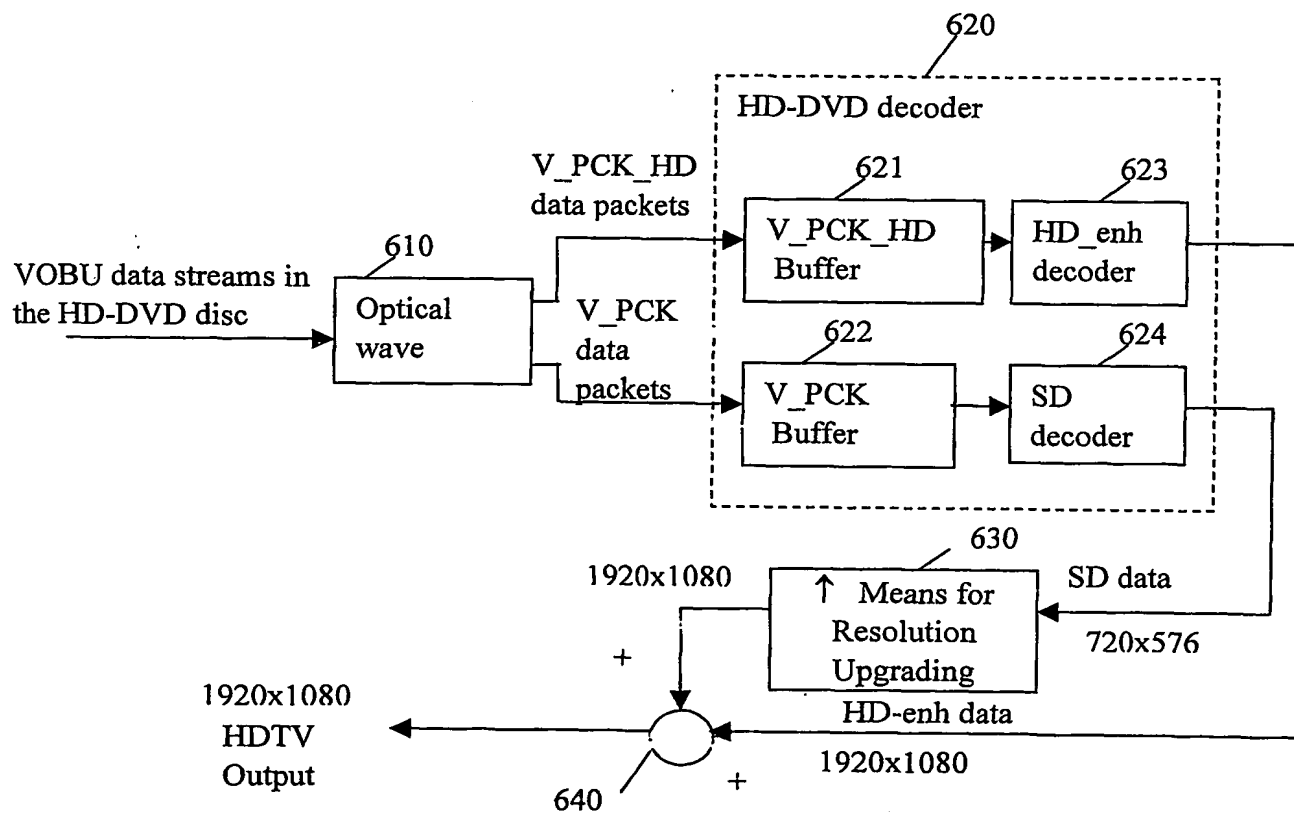 620
HD-DVD decoder
V_PCK_HD
data packets
621
623
V_PCK_HD
Buffer
HD_enh
decoder
610
VOBU data streams in
the HD-DVD disc
Optical
wave
V_PCK
data
packets
622
624
V_PCK
Buffer
SD
decoder
630
1920x1080
↑ Means for
Resolution
Upgrading
SD data
720x576
+
1920x1080
HDTV
Output
HD-enh data
1920x1080
+
640